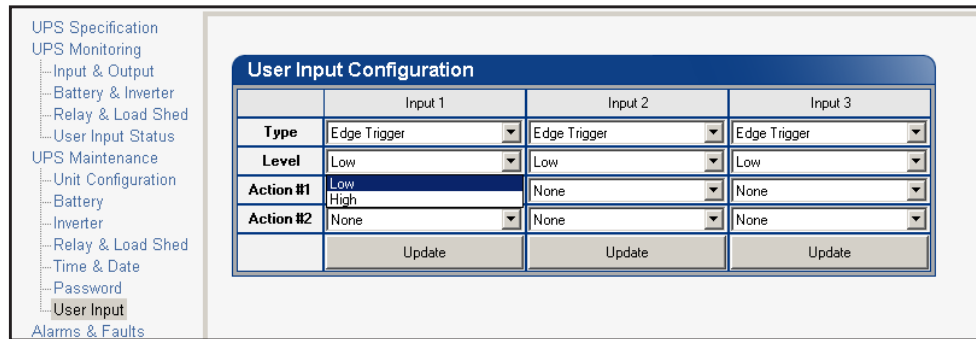 UPS Specification
UPS Monitoring
Input & Output
Battery & Inverter
Relay & Load Shed
User Input Status
UPS Maintenance
Unit Configuration
Battery
Inverter
Relay & Load Shed
Time & Date
Password
User Input
Alarms & Faults
User Input Configuration
Input 1 Input 2 Input 3
Type Edge Trigger Edge Trigger Edge Trigger
Level Low Low Low
Action #1 Low None None
High
Action #2 None None None
Update Update Update